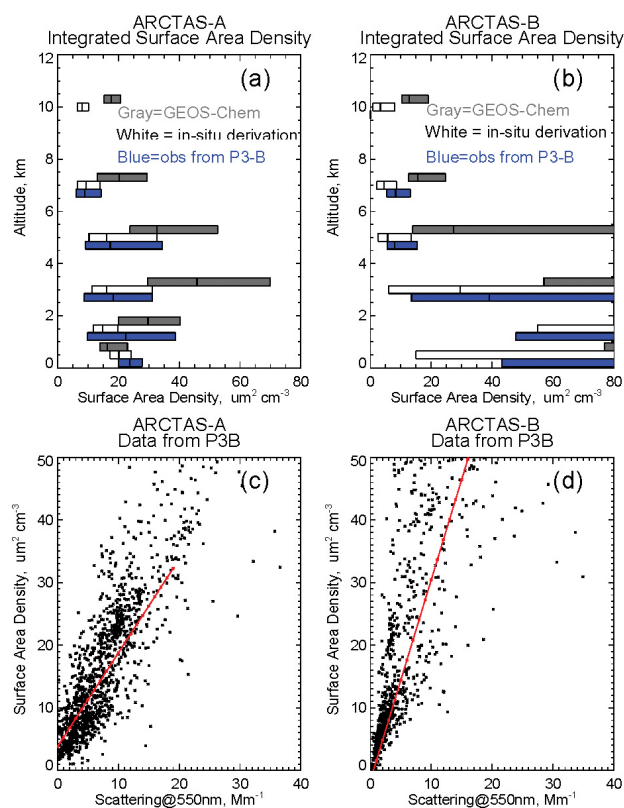 ARCTAS-A
Integrated Surface Area Density
(a)
Gray=GEOS-Chem
White = in-situ derivation
Blue=obs from P3-B
Altitude, km
12
10
8
6
4
2
0
0 20 40 60 80
Surface Area Density, um² cm⁻³
ARCTAS-B
Integrated Surface Area Density
(b)
Gray=GEOS-Chem
White = in-situ derivation
Blue=obs from P3-B
Altitude, km
12
10
8
6
4
2
0
0 20 40 60 80
Surface Area Density, um² cm⁻³
ARCTAS-A
Data from P3B
(c)
Surface Area Density, um² cm⁻³
50
40
30
20
10
0
0 10 20 30 40
Scattering@550nm, Mm⁻¹
ARCTAS-B
Data from P3B
(d)
Surface Area Density, um² cm⁻³
50
40
30
20
10
0
0 10 20 30 40
Scattering@550nm, Mm⁻¹